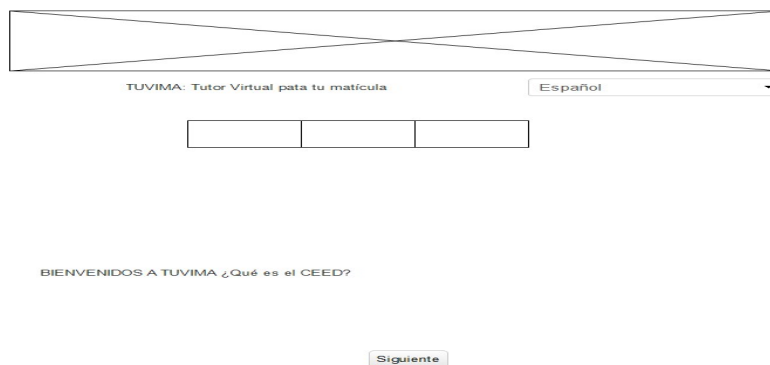 TUVIMA: Tutor Virtual pata tu matícula
Español
BIENVENIDOS A TUVIMA ¿Qué es el CEED?
Siguiente